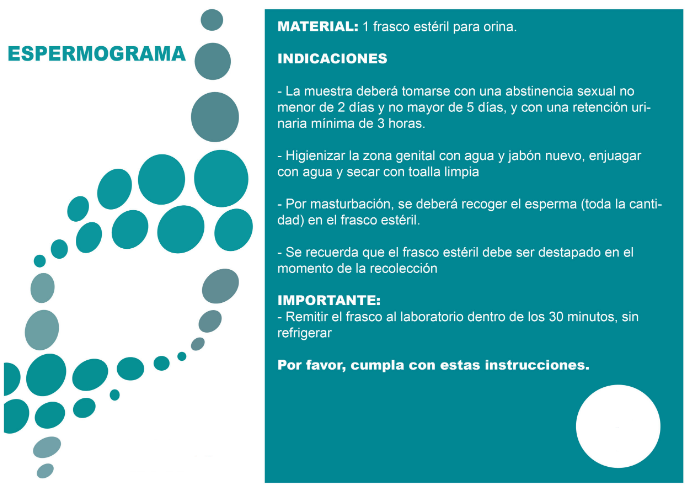 ESPERMOGRAMA
MATERIAL: 1 frasco estéril para orina.
INDICACIONES
- La muestra deberá tomarse con una abstinencia sexual no
menor de 2 días y no mayor de 5 días, y con una retención uri-
naria mínima de 3 horas.
- Higienizar la zona genital con agua y jabón nuevo, enjuagar
con agua y secar con toalla limpia
- Por masturbación, se deberá recoger el esperma (toda la canti-
dad) en el frasco estéril.
- Se recuerda que el frasco estéril debe ser destapado en el
momento de la recolección
IMPORTANTE:
- Remitir el frasco al laboratorio dentro de los 30 minutos, sin
refrigerar
Por favor, cumpla con estas instrucciones.